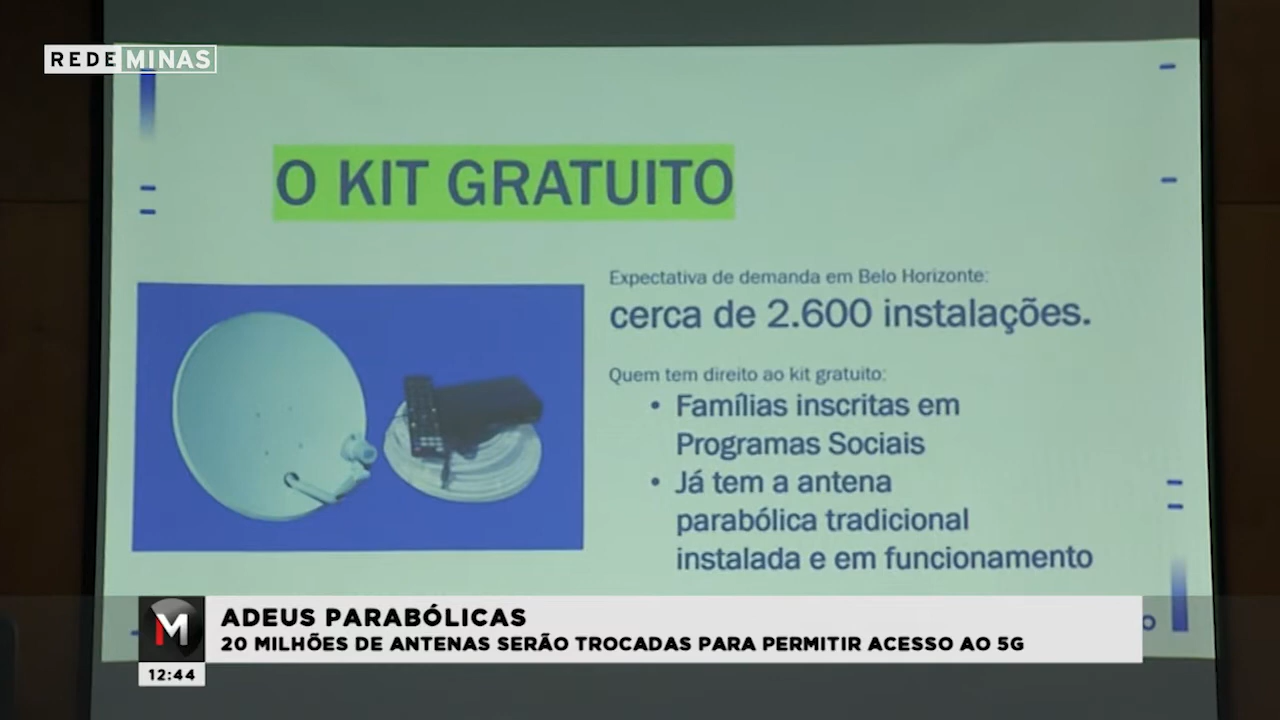 REDE MINAS
O KIT GRATUITO
Expectativa de demanda em Belo Horizonte:
cerca de 2.600 instalações.
Quem tem direito ao kit gratuito:
• Famílias inscritas em
Programas Sociais
• Já tem a antena
parabólica tradicional
instalada e em funcionamento
M
ADEUS PARABÓLICAS
20 MILHÕES DE ANTENAS SERÃO TROCADAS PARA PERMITIR ACESSO AO 5G
12:44